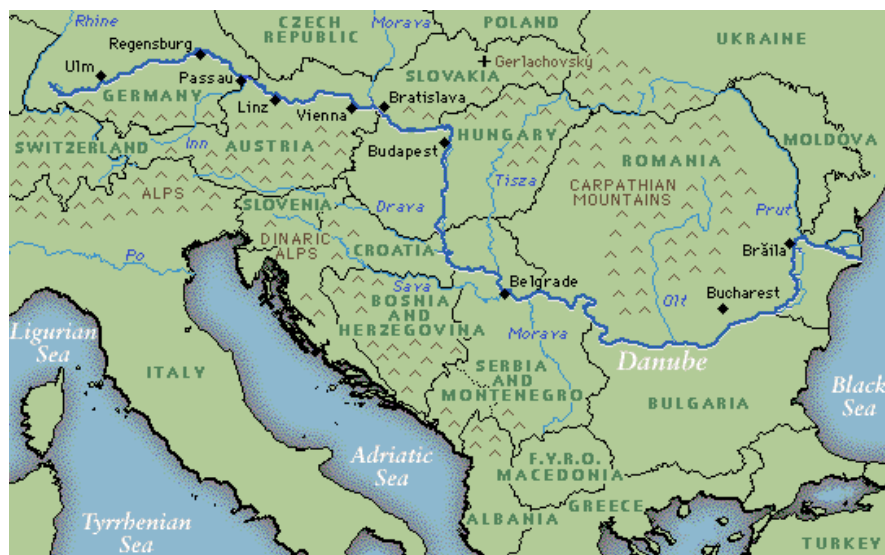 Rhine
CZECH
REPUBLIC
Morava
POLAND
UKRAINE
Regensburg
Ulm
Passau
Gerlachovský
SLOVAKIA
GERMANY
Linz
Vienna
Bratislava
SWITZERLAND
Inn
AUSTRIA
Budapest
HUNGARY
MOLDOVA
ROMANIA
ALPS
Tisza
CARPATHIAN
MOUNTAINS
SLOVENIA
Drava
Prut
Po
DINARIC
ALPS
CROATIA
Brăila
Sava
Belgrade
BOSNIA
AND
HERZEGOVINA
Olt
Bucharest
Ligurian
Sea
Morava
Danube
ITALY
SERBIA
AND
MONTENEGRO
BULGARIA
Black
Sea
Adriatic
Sea
F.Y.R.O.
MACEDONIA
Tyrrhenian
Sea
ALBANIA
GREECE
TURKEY